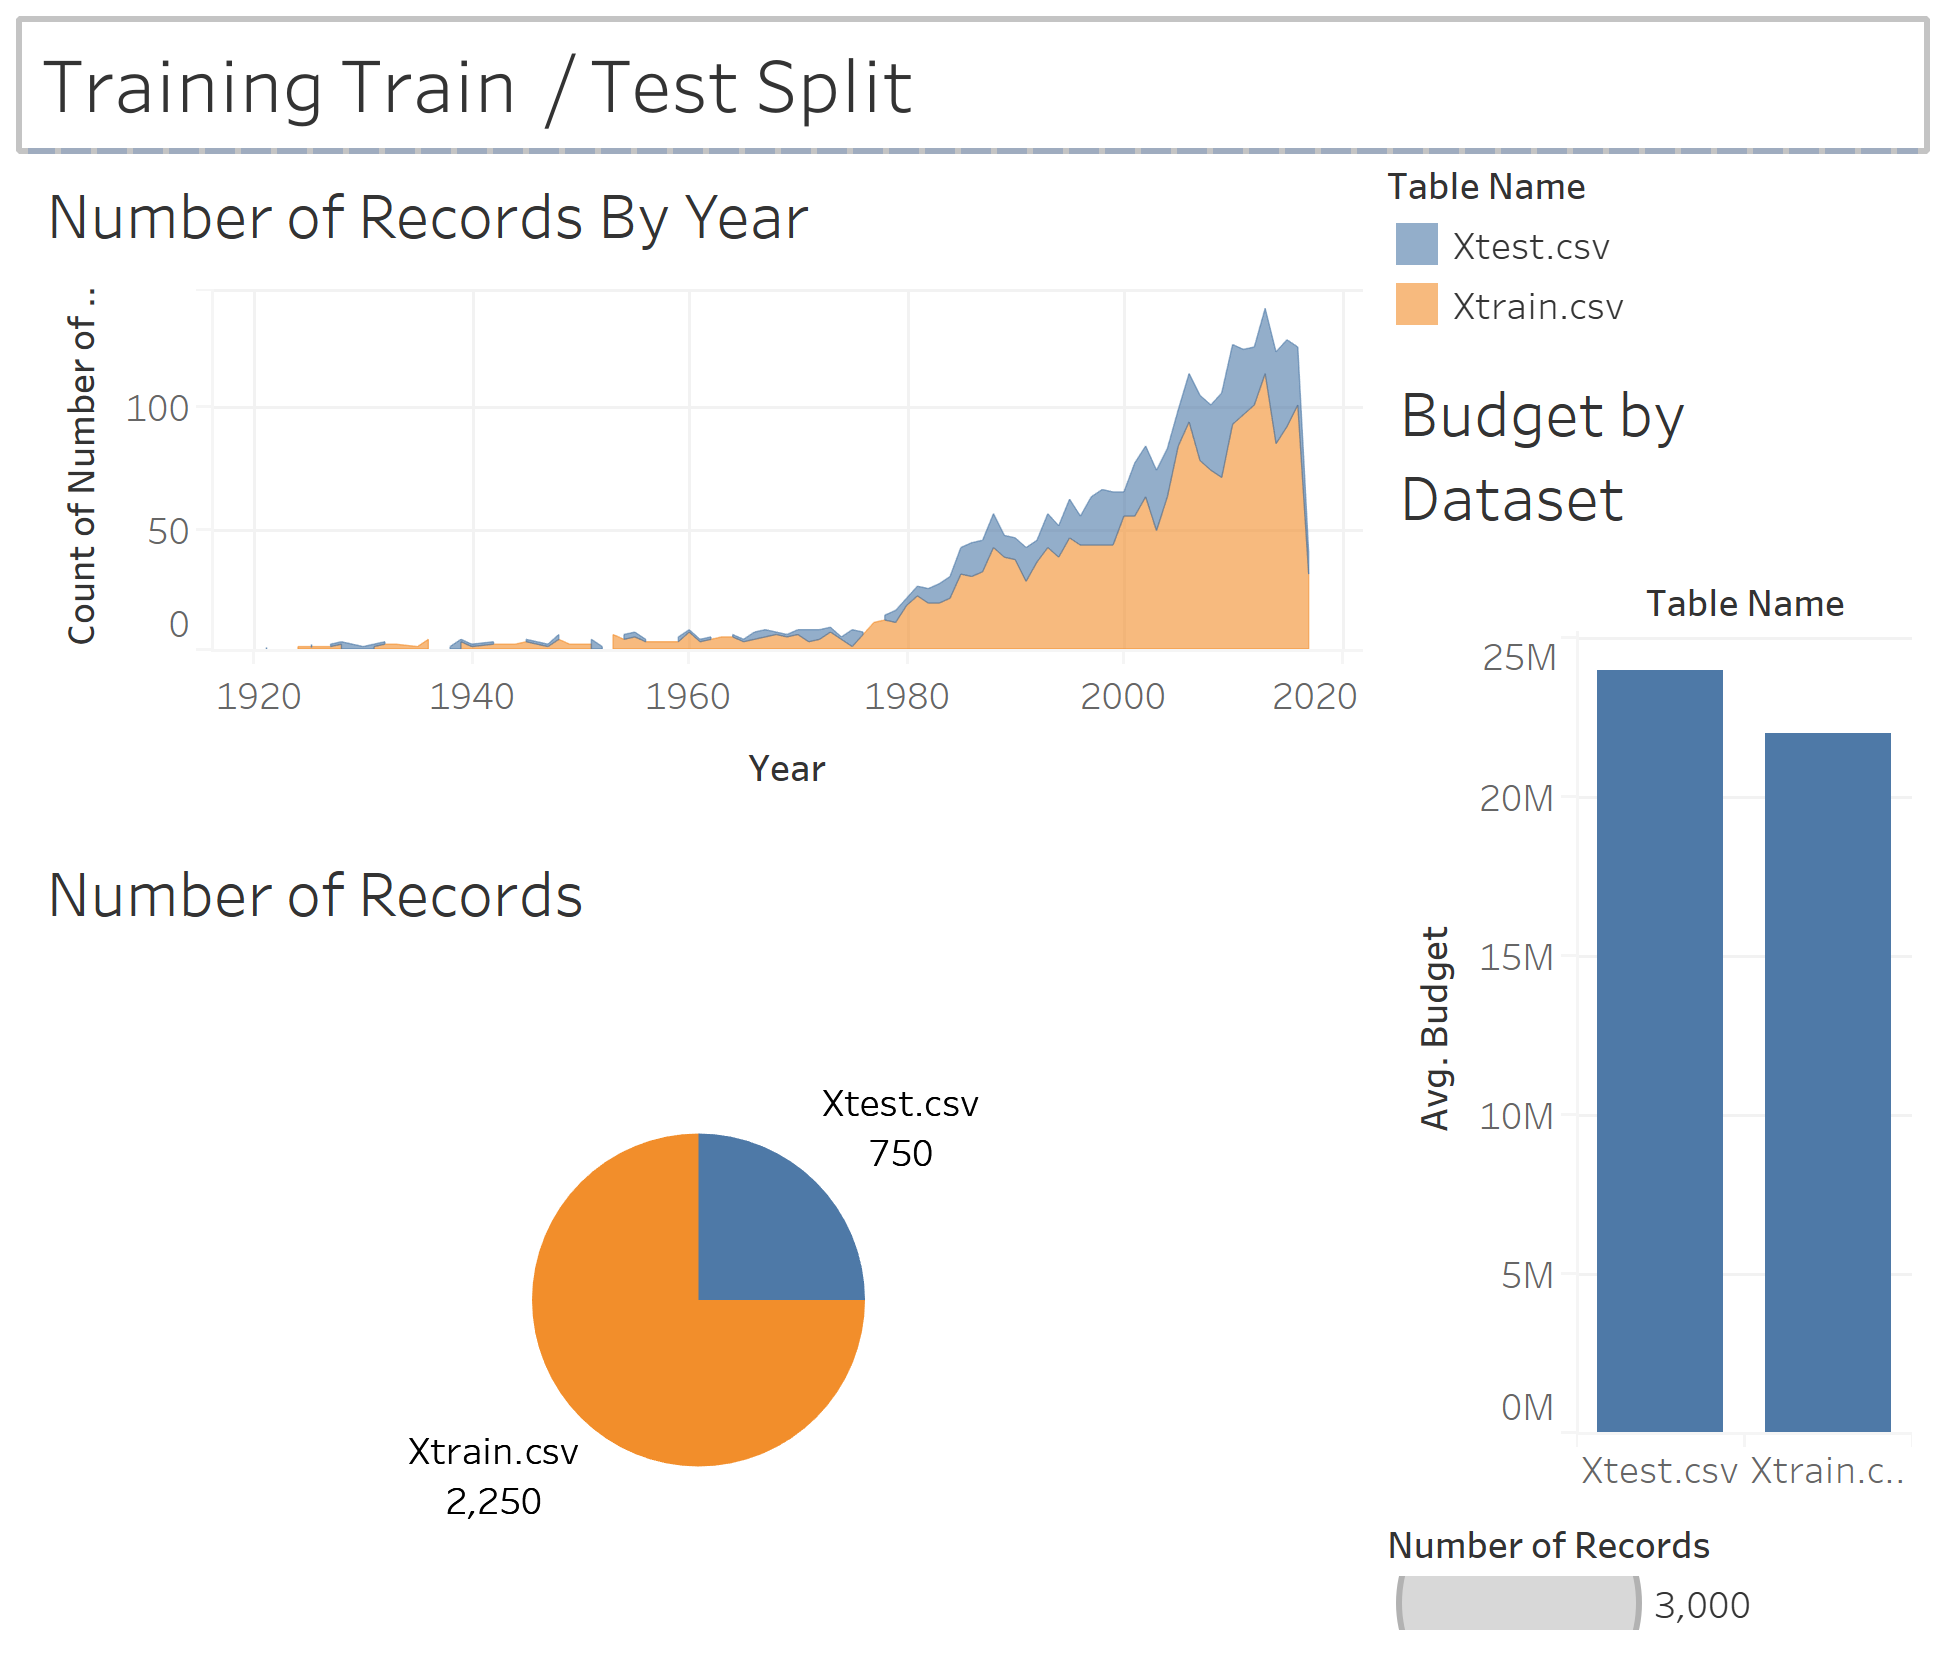 Training Train / Test Split
Number of Records By Year
Count of Number of ..
100
50
0
1920 1940 1960 1980 2000 2020
Year
Table Name
Xtest.csv
Xtrain.csv
Budget by
Dataset
Table Name
Avg. Budget
25M
20M
15M
10M
5M
0M
Xtest.csv Xtrain.c..
Number of Records
Xtest.csv
750
Xtrain.csv
2,250
Number of Records
3,000